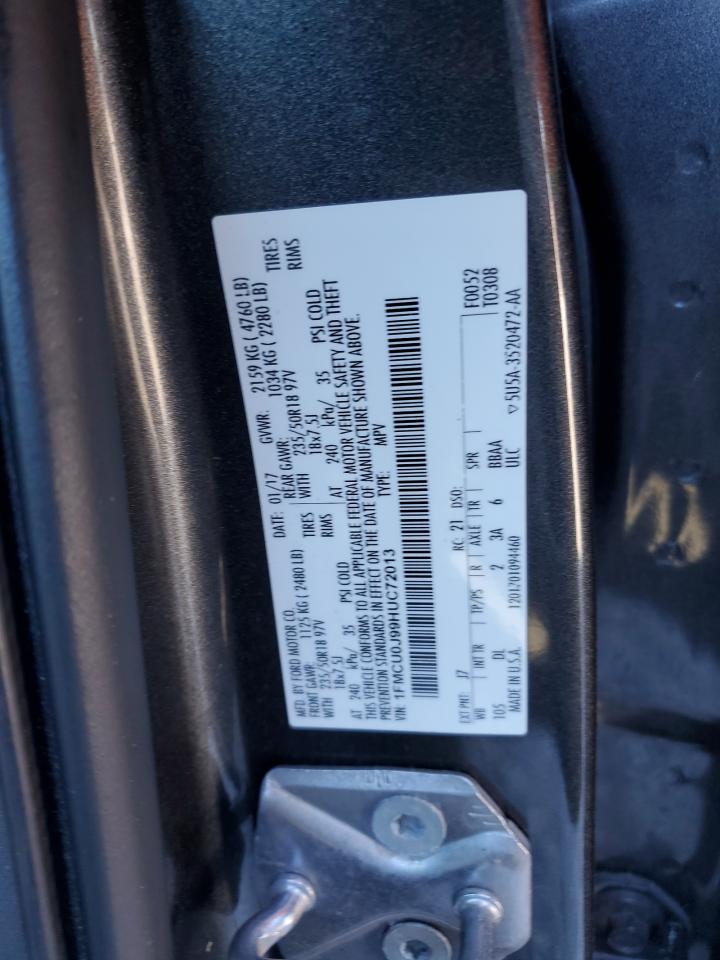 MFD. BY FORD MOTOR CO. DATE: 01/17 GVWR: 2159 KG ( 4760 LB)
FRONT GAWR: 1125 KG ( 2480 LB) REAR GAWR: 1034 KG ( 2280 LB)
WITH 235/50R18 97V TIRES WITH 235/50R18 97V TIRES
18x7.5J RIMS 18x7.5J RIMS
AT 240 kPa/ 35 PSI COLD AT 240 kPa/ 35 PSI COLD
THIS VEHICLE CONFORMS TO ALL APPLICABLE FEDERAL MOTOR VEHICLE SAFETY AND THEFT
PREVENTION STANDARDS IN EFFECT ON THE DATE OF MANUFACTURE SHOWN ABOVE.
VIN: 1FMCU0J99HUC72013 TYPE: MPV
EXT PNT: J7 RC: 21 DSO: F0052
WB INT TR TP/PS R AXLE TR SPR T0308
105 DL 2 3A 6 BBAA
MADE IN U.S.A. 120170109446​0 ULC ▽5U5A-3520472-AA